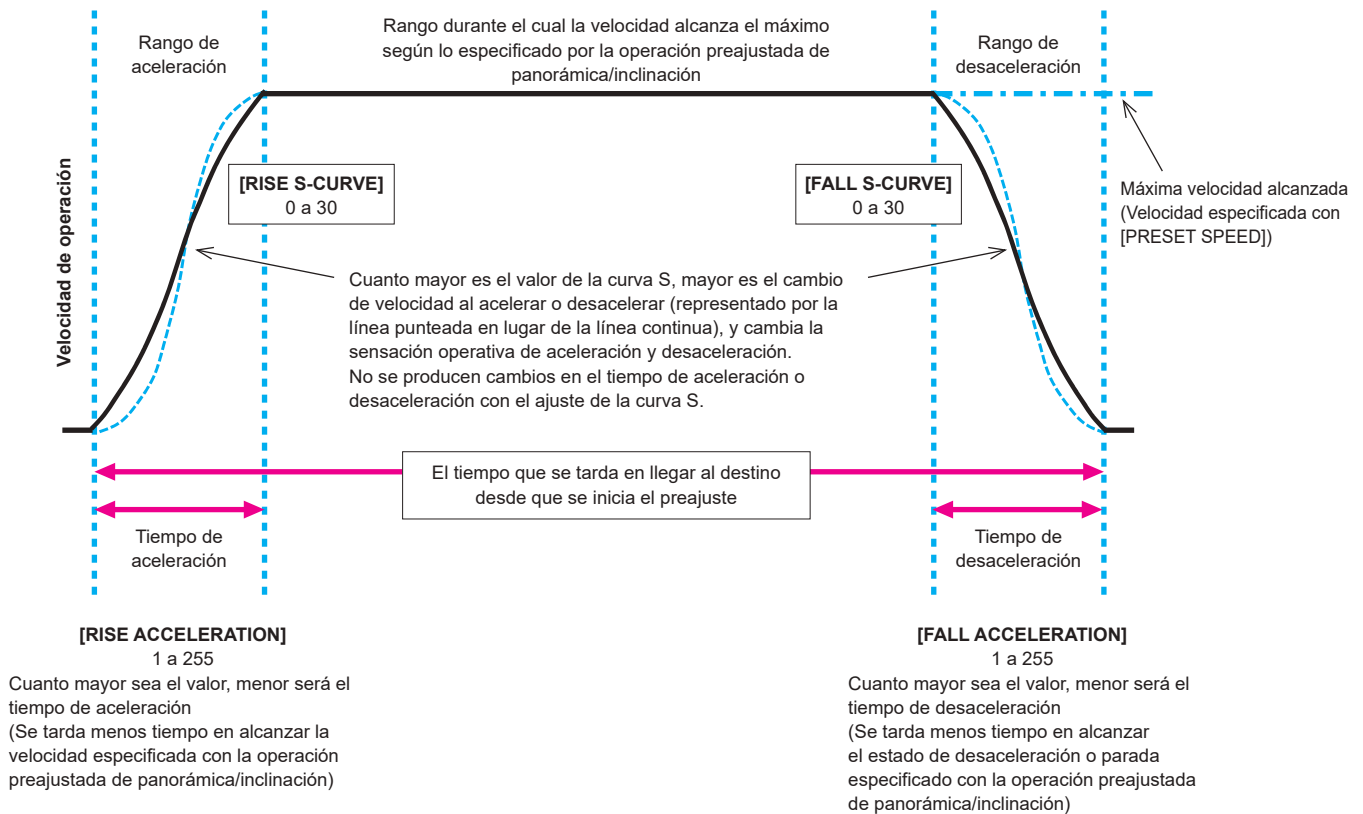 Rango de
aceleración
Rango durante el cual la velocidad alcanza el máximo
según lo especificado por la operación preajustada de
panorámica/inclinación
Rango de
desaceleración
Velocidad de operación
[RISE S-CURVE]
0 a 30
[FALL S-CURVE]
0 a 30
Máxima velocidad alcanzada
(Velocidad especificada con
[PRESET SPEED])
Cuanto mayor es el valor de la curva S, mayor es el cambio
de velocidad al acelerar o desacelerar (representado por la
línea punteada en lugar de la línea continua), y cambia la
sensación operativa de aceleración y desaceleración.
No se producen cambios en el tiempo de aceleración o
desaceleración con el ajuste de la curva S.
El tiempo que se tarda en llegar al destino
desde que se inicia el preajuste
Tiempo de
aceleración
Tiempo de
desaceleración
[RISE ACCELERATION]
1 a 255
Cuanto mayor sea el valor, menor será el
tiempo de aceleración
(Se tarda menos tiempo en alcanzar la
velocidad especificada con la operación
preajustada de panorámica/inclinación)
[FALL ACCELERATION]
1 a 255
Cuanto mayor sea el valor, menor será el
tiempo de desaceleración
(Se tarda menos tiempo en alcanzar
el estado de desaceleración o parada
especificado con la operación preajustada
de panorámica/inclinación)